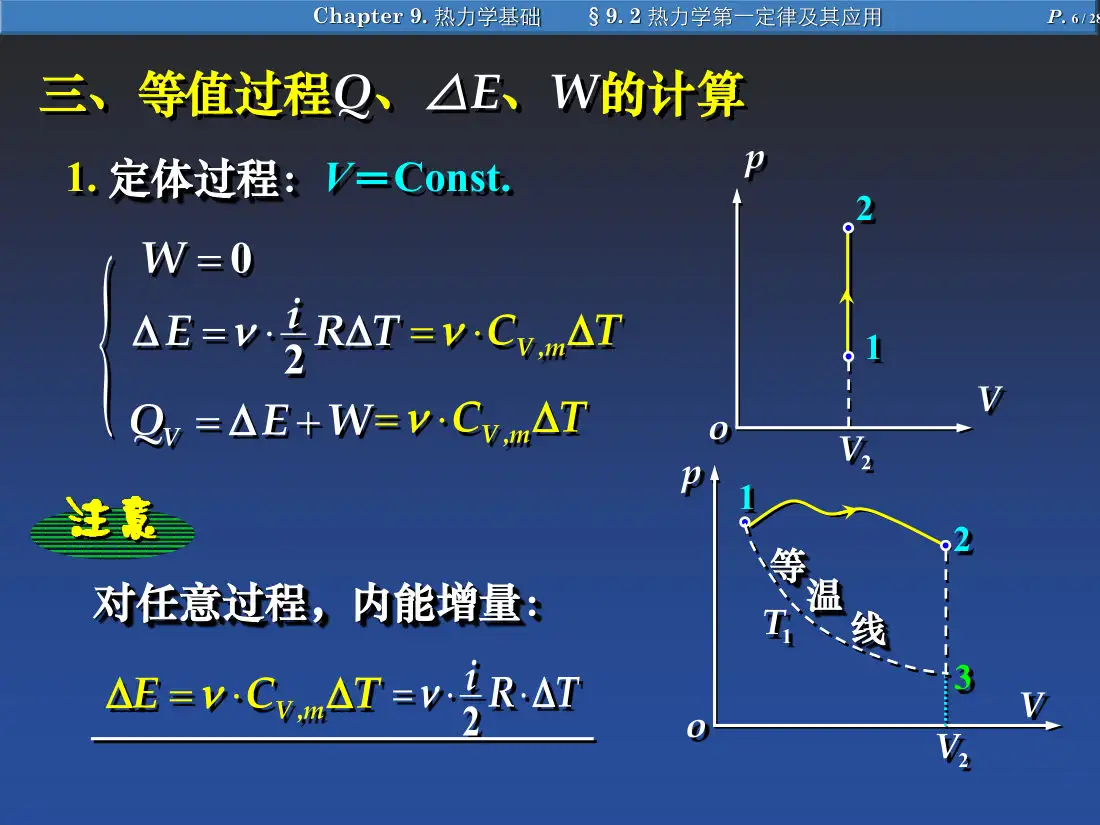 Chapter 9. 热力学基础 §9. 2 热力学第一定律及其应用 P. 6 / 28
三、等值过程Q、△E、W的计算
1. 定体过程：V＝Const.
W = 0
ΔE = ν · i/2 RΔT = ν · C_{V,m}ΔT
Q_V = ΔE + W = ν · C_{V,m}ΔT
p
2
1
V
o
V₂
注意
对任意过程，内能增量：
ΔE = ν · C_{V,m}ΔT = ν · i/2 R · ΔT
p
1
2
等温线
T₁
3
V
o
V₂